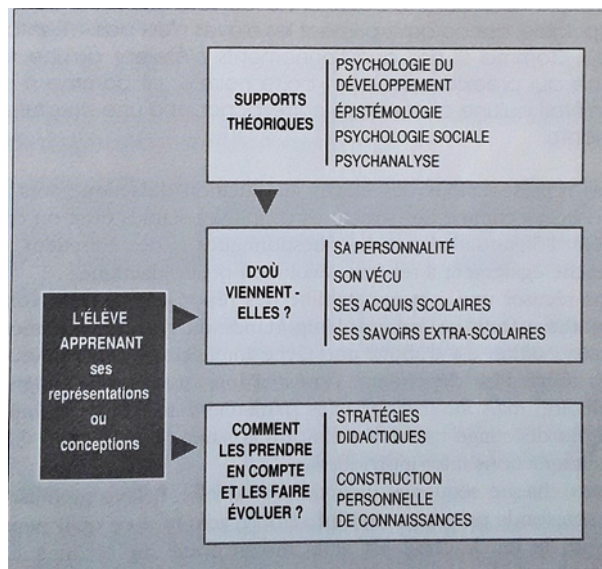 SUPPORTS
THÉORIQUES
PSYCHOLOGIE DU
DÉVELOPPEMENT
ÉPISTÉMOLOGIE
PSYCHOLOGIE SOCIALE
PSYCHANALYSE
L'ÉLÈVE
APPRENANT
ses
représentations
ou
conceptions
D'OÙ
VIENNENT -
ELLES ?
SA PERSONNALITÉ
SON VÉCU
SES ACQUIS SCOLAIRES
SES SAVOIRS EXTRA-SCOLAIRES
COMMENT
LES PRENDRE
EN COMPTE
ET LES FAIRE
ÉVOLUER ?
STRATÉGIES
DIDACTIQUES
CONSTRUCTION
PERSONNELLE
DE CONNAISSANCES